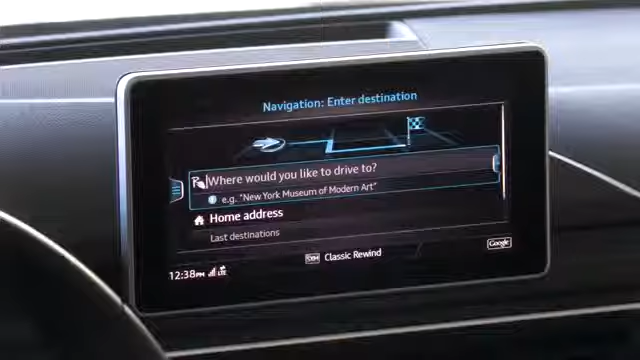 Navigation: Enter destination
Where would you like to drive to?
e.g. "New York Museum of Modern Art"
Home address
Last destinations
Classic Rewind
Google
12:38PM